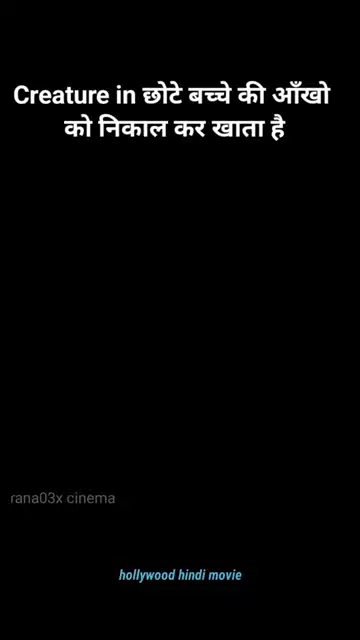 Creature in छोटे बच्चे की आँखो
को निकाल कर खाता है
rana03x cinema
hollywood hindi movie